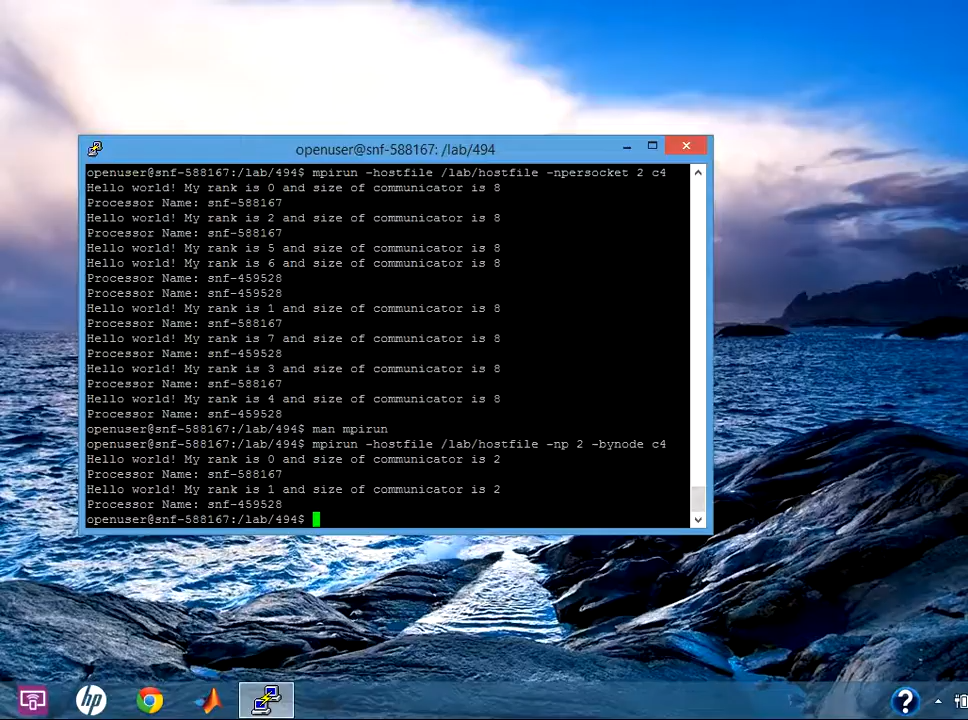 openuser@snf-588167: /lab/494
openuser@snf-588167:/lab/494$ mpirun -hostfile /lab/hostfile -npersocket 2 c4
Hello world! My rank is 0 and size of communicator is 8
Processor Name: snf-588167
Hello world! My rank is 2 and size of communicator is 8
Processor Name: snf-588167
Hello world! My rank is 5 and size of communicator is 8
Hello world! My rank is 6 and size of communicator is 8
Processor Name: snf-459528
Processor Name: snf-459528
Hello world! My rank is 1 and size of communicator is 8
Processor Name: snf-588167
Hello world! My rank is 7 and size of communicator is 8
Processor Name: snf-459528
Hello world! My rank is 3 and size of communicator is 8
Processor Name: snf-588167
Hello world! My rank is 4 and size of communicator is 8
Processor Name: snf-459528
openuser@snf-588167:/lab/494$ man mpirun
openuser@snf-588167:/lab/494$ mpirun -hostfile /lab/hostfile -np 2 -bynode c4
Hello world! My rank is 0 and size of communicator is 2
Processor Name: snf-588167
Hello world! My rank is 1 and size of communicator is 2
Processor Name: snf-459528
openuser@snf-588167:/lab/494$
hp
?